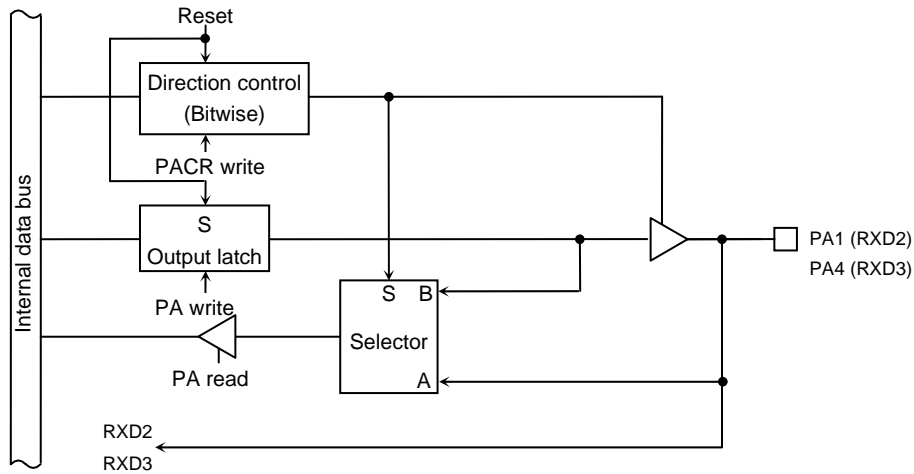 Reset
Direction control
(Bitwise)
PACR write
Internal data bus
S
Output latch
PA1 (RXD2)
PA4 (RXD3)
PA write
S
B
Selector
A
PA read
RXD2
RXD3